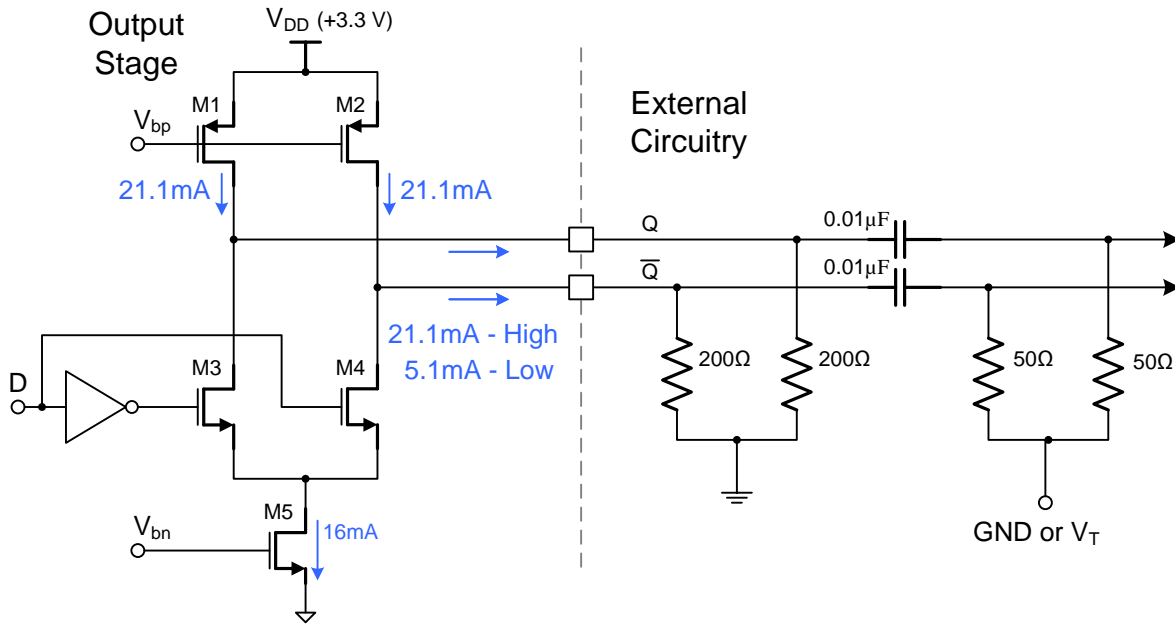 Output
Stage
VDD (+3.3 V)
External
Circuitry
M1
M2
Vbp
21.1mA
21.1mA
Q
0.01µF
Q̅
0.01µF
21.1mA - High
5.1mA - Low
200Ω
200Ω
50Ω
50Ω
D
M3
M4
Vbn
M5
16mA
GND or VT